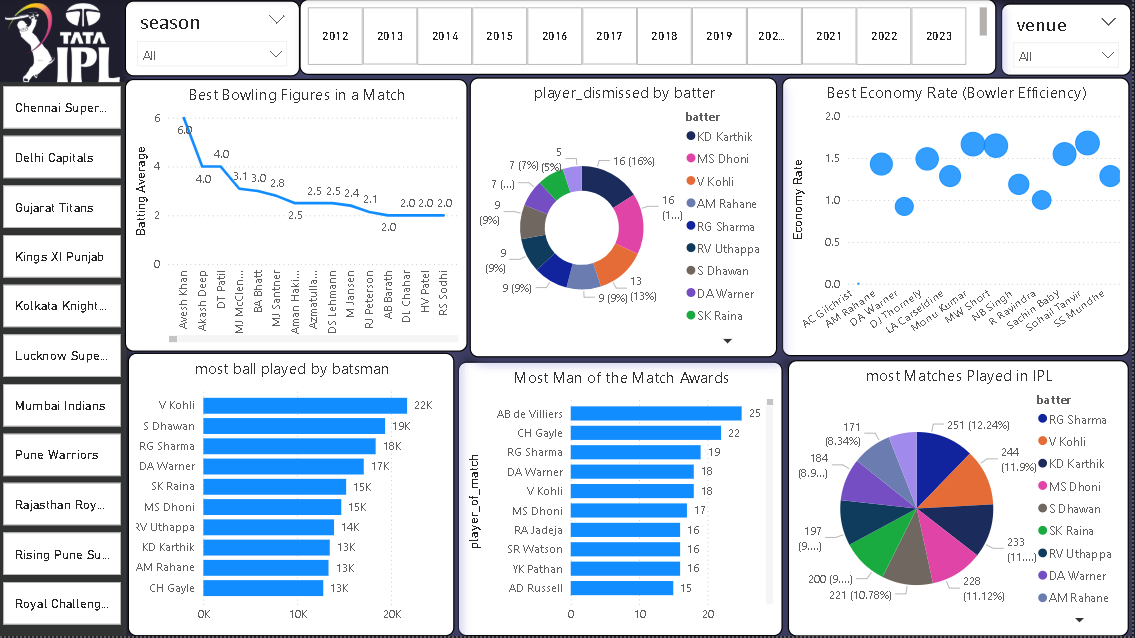 TATA
IPL
season
All
2012 2013 2014 2015 2016 2017 2018 2019 202... 2021 2022 2023
venue
All
Chennai Super...
Delhi Capitals
Gujarat Titans
Kings XI Punjab
Kolkata Knight...
Lucknow Supe...
Mumbai Indians
Pune Warriors
Rajasthan Roy...
Rising Pune Su...
Royal Challeng...
Best Bowling Figures in a Match
Batting Average
6
4
2
0
6.0
4.0
4.0
3.1
3.0
2.8
2.5
2.5
2.5
2.4
2.1
2.0
2.0
2.0
2.0
Avesh Khan
Akash Deep
DT Patil
MJ McClen...
BA Bhatt
MJ Santner
Aman Haki...
Azmatulla...
DS Lehmann
M Jansen
RJ Peterson
AB Barath
DL Chahar
HV Patel
RS Sodhi
player_dismissed by batter
16 (16%)
16
(1...)
13
(13%)
9 (9%)
9 (9%)
9
(9%)
9
(9%)
7 (...)
7 (7%)
5
(5%)
batter
KD Karthik
MS Dhoni
V Kohli
AM Rahane
RG Sharma
RV Uthappa
S Dhawan
DA Warner
SK Raina
Best Economy Rate (Bowler Efficiency)
Economy Rate
2.0
1.5
1.0
0.5
0.0
AC Gilchrist
AM Rahane
DA Warner
DJ Thornely
LA Carseldine
Monu Kumar
MW Short
NB Singh
R Ravindra
Sachin Baby
Sohail Tanvir
SS Mundhe
most ball played by batsman
V Kohli 22K
S Dhawan 19K
RG Sharma 18K
DA Warner 17K
SK Raina 15K
MS Dhoni 15K
RV Uthappa 14K
KD Karthik 13K
AM Rahane 13K
CH Gayle 13K
0K 10K 20K
Most Man of the Match Awards
player_of_match
AB de Villiers 25
CH Gayle 22
RG Sharma 19
DA Warner 18
V Kohli 18
MS Dhoni 17
RA Jadeja 16
SR Watson 16
YK Pathan 16
AD Russell 15
0 10 20
most Matches Played in IPL
251 (12.24%)
244
(11.9%)
233
(11....)
228
(11.12%)
221 (10.78%)
200 (9....)
197
(9....)
184
(8.9...)
171
(8.34%)
batter
RG Sharma
V Kohli
KD Karthik
MS Dhoni
S Dhawan
SK Raina
RV Uthappa
DA Warner
AM Rahane